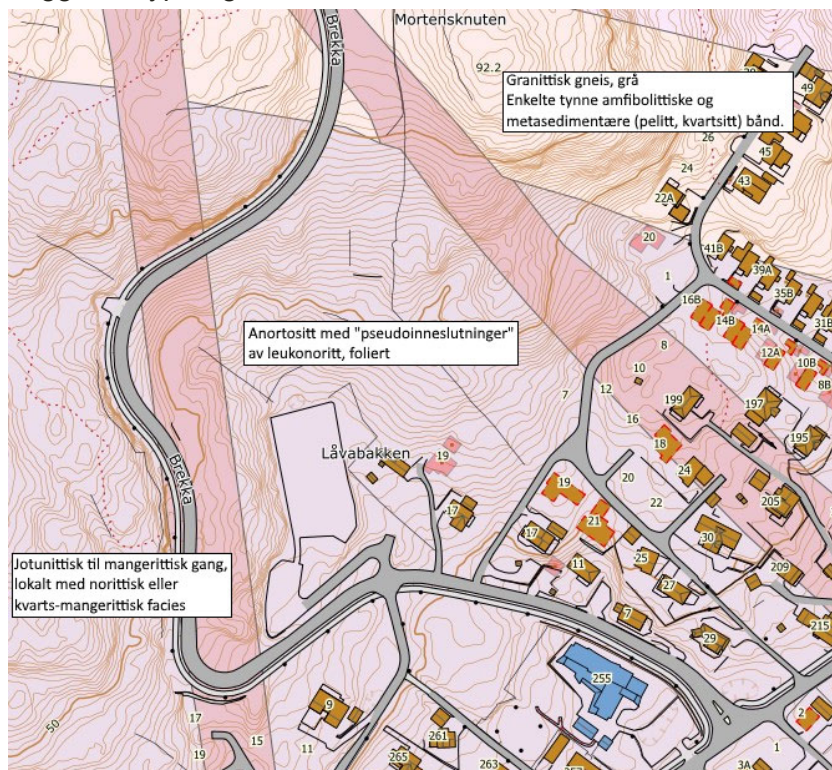 Mortensknuten
Brekka
92.2
Granittisk gneis, grå
Enkelte tynne amfibolittiske og
metasedimentære (pelitt, kvartsitt) bånd.
49
26
45
24
43
22A
20
41B
1
39A
35B
16B
14B
14A
31B
12A
10B
8B
Anortositt med "pseudoinneslutninger"
av leukonoritt, foliert
8
10
7
12
199
197
16
18
195
Låvabakken
19
24
20
19
205
22
17
21
17
30
Brekka
25
11
209
27
Jotunittisk til mangerittisk gang,
lokalt med norittisk eller
kvarts-mangerittisk facies
7
215
29
255
9
2
50
17
15
11
261
19
265
263
257
3A
1